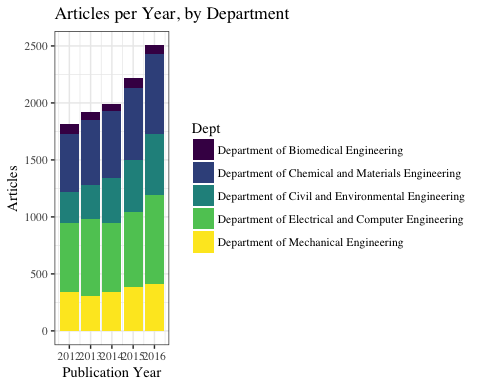 Articles per Year, by Department
2500
2000
1500
1000
500
0
Articles
2012 2013 2014 2015 2016
Publication Year
Dept
Department of Biomedical Engineering
Department of Chemical and Materials Engineering
Department of Civil and Environmental Engineering
Department of Electrical and Computer Engineering
Department of Mechanical Engineering